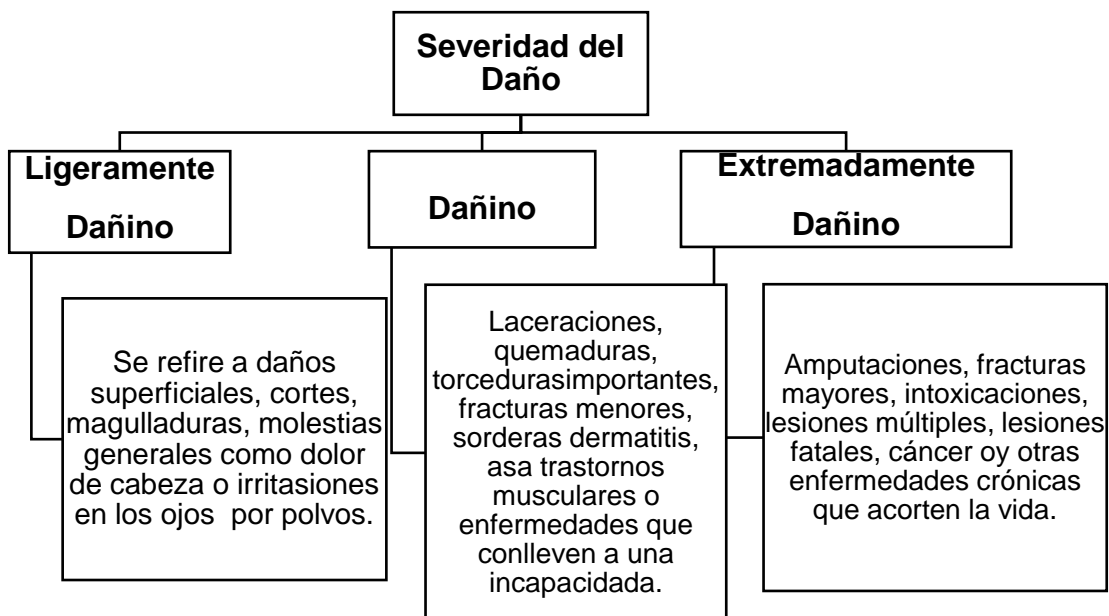 Severidad del
Daño
Ligeramente
Dañino
Dañino
Extremadamente
Dañino
Se refire a daños
superficiales, cortes,
magulladuras, molestias
generales como dolor
de cabeza o irritasiones
en los ojos por polvos.
Laceraciones,
quemaduras,
torcedurasimportantes,
fracturas menores,
sorderas dermatitis,
asa trastornos
musculares o
enfermedades que
conlleven a una
incapacidada.
Amputaciones, fracturas
mayores, intoxicaciones,
lesiones múltiples, lesiones
fatales, cáncer oy otras
enfermedades crónicas
que acorten la vida.